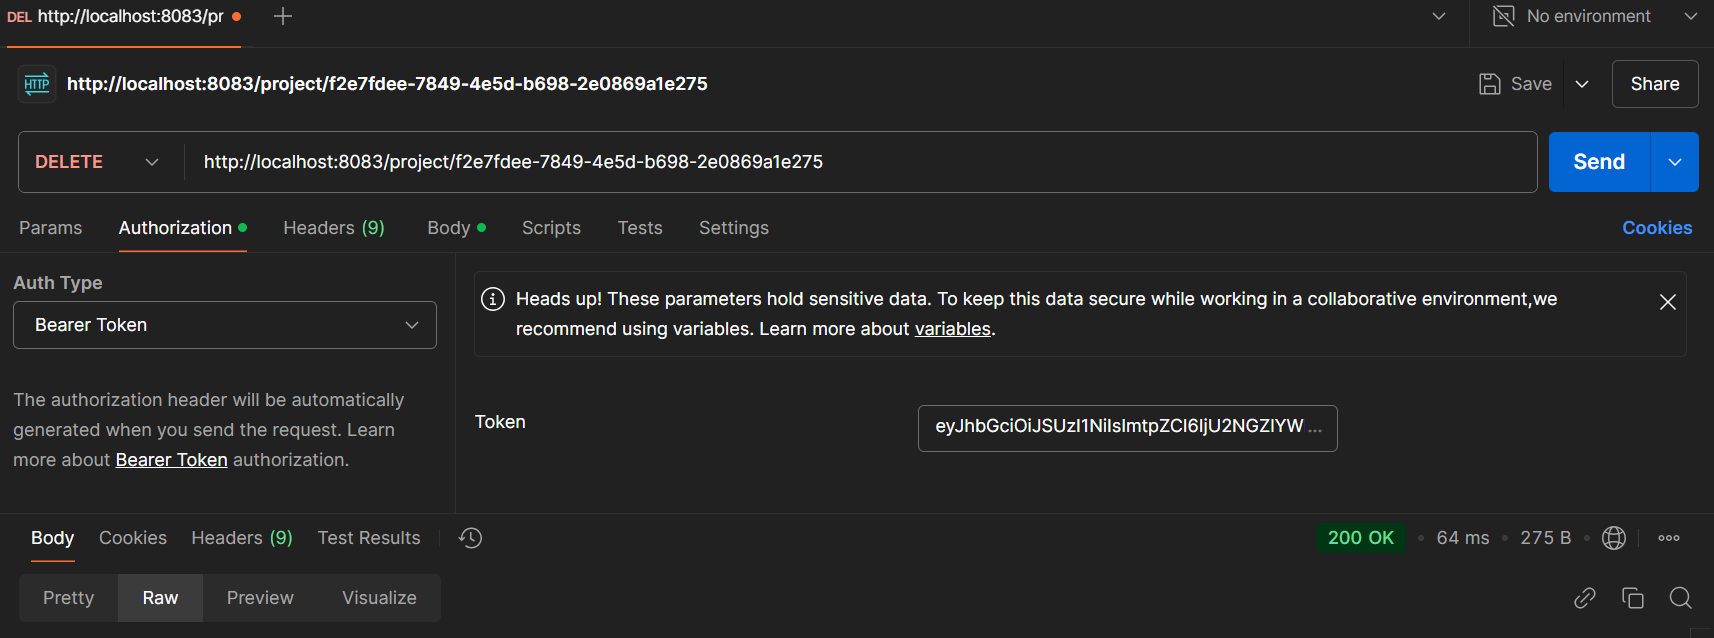 DEL http://localhost:8083/pr
No environment
HTTP http://localhost:8083/project/f2e7fdee-7849-4e5d-b698-2e0869a1e275
Save
Share
DELETE
http://localhost:8083/project/f2e7fdee-7849-4e5d-b698-2e0869a1e275
Send
Params Authorization Headers (9) Body Scripts Tests Settings Cookies
Auth Type
Bearer Token
The authorization header will be automatically
generated when you send the request. Learn
more about Bearer Token authorization.
Heads up! These parameters hold sensitive data. To keep this data secure while working in a collaborative environment,we
recommend using variables. Learn more about variables.
Token
eyJhbGciOiJSUzI1NiIsImtpZCI6IjU2NGZlYW...
Body Cookies Headers (9) Test Results
200 OK • 64 ms • 275 B •
Pretty Raw Preview Visualize